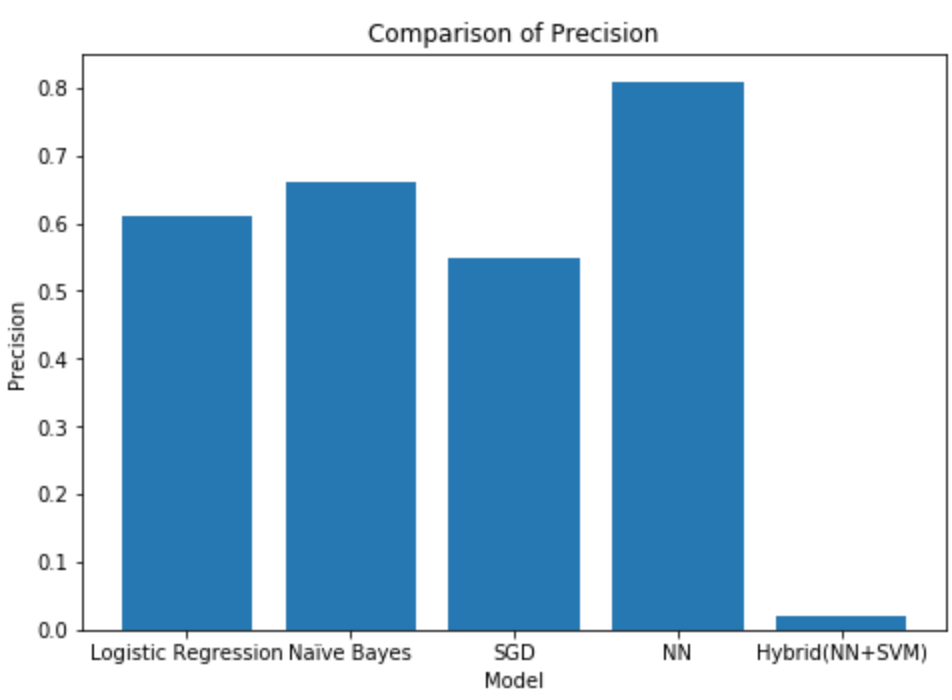 Comparison of Precision
0.8
0.7
0.6
0.5
0.4
0.3
0.2
0.1
0.0
Precision
Logistic Regression Naïve Bayes SGD NN Hybrid(NN+SVM)
Model